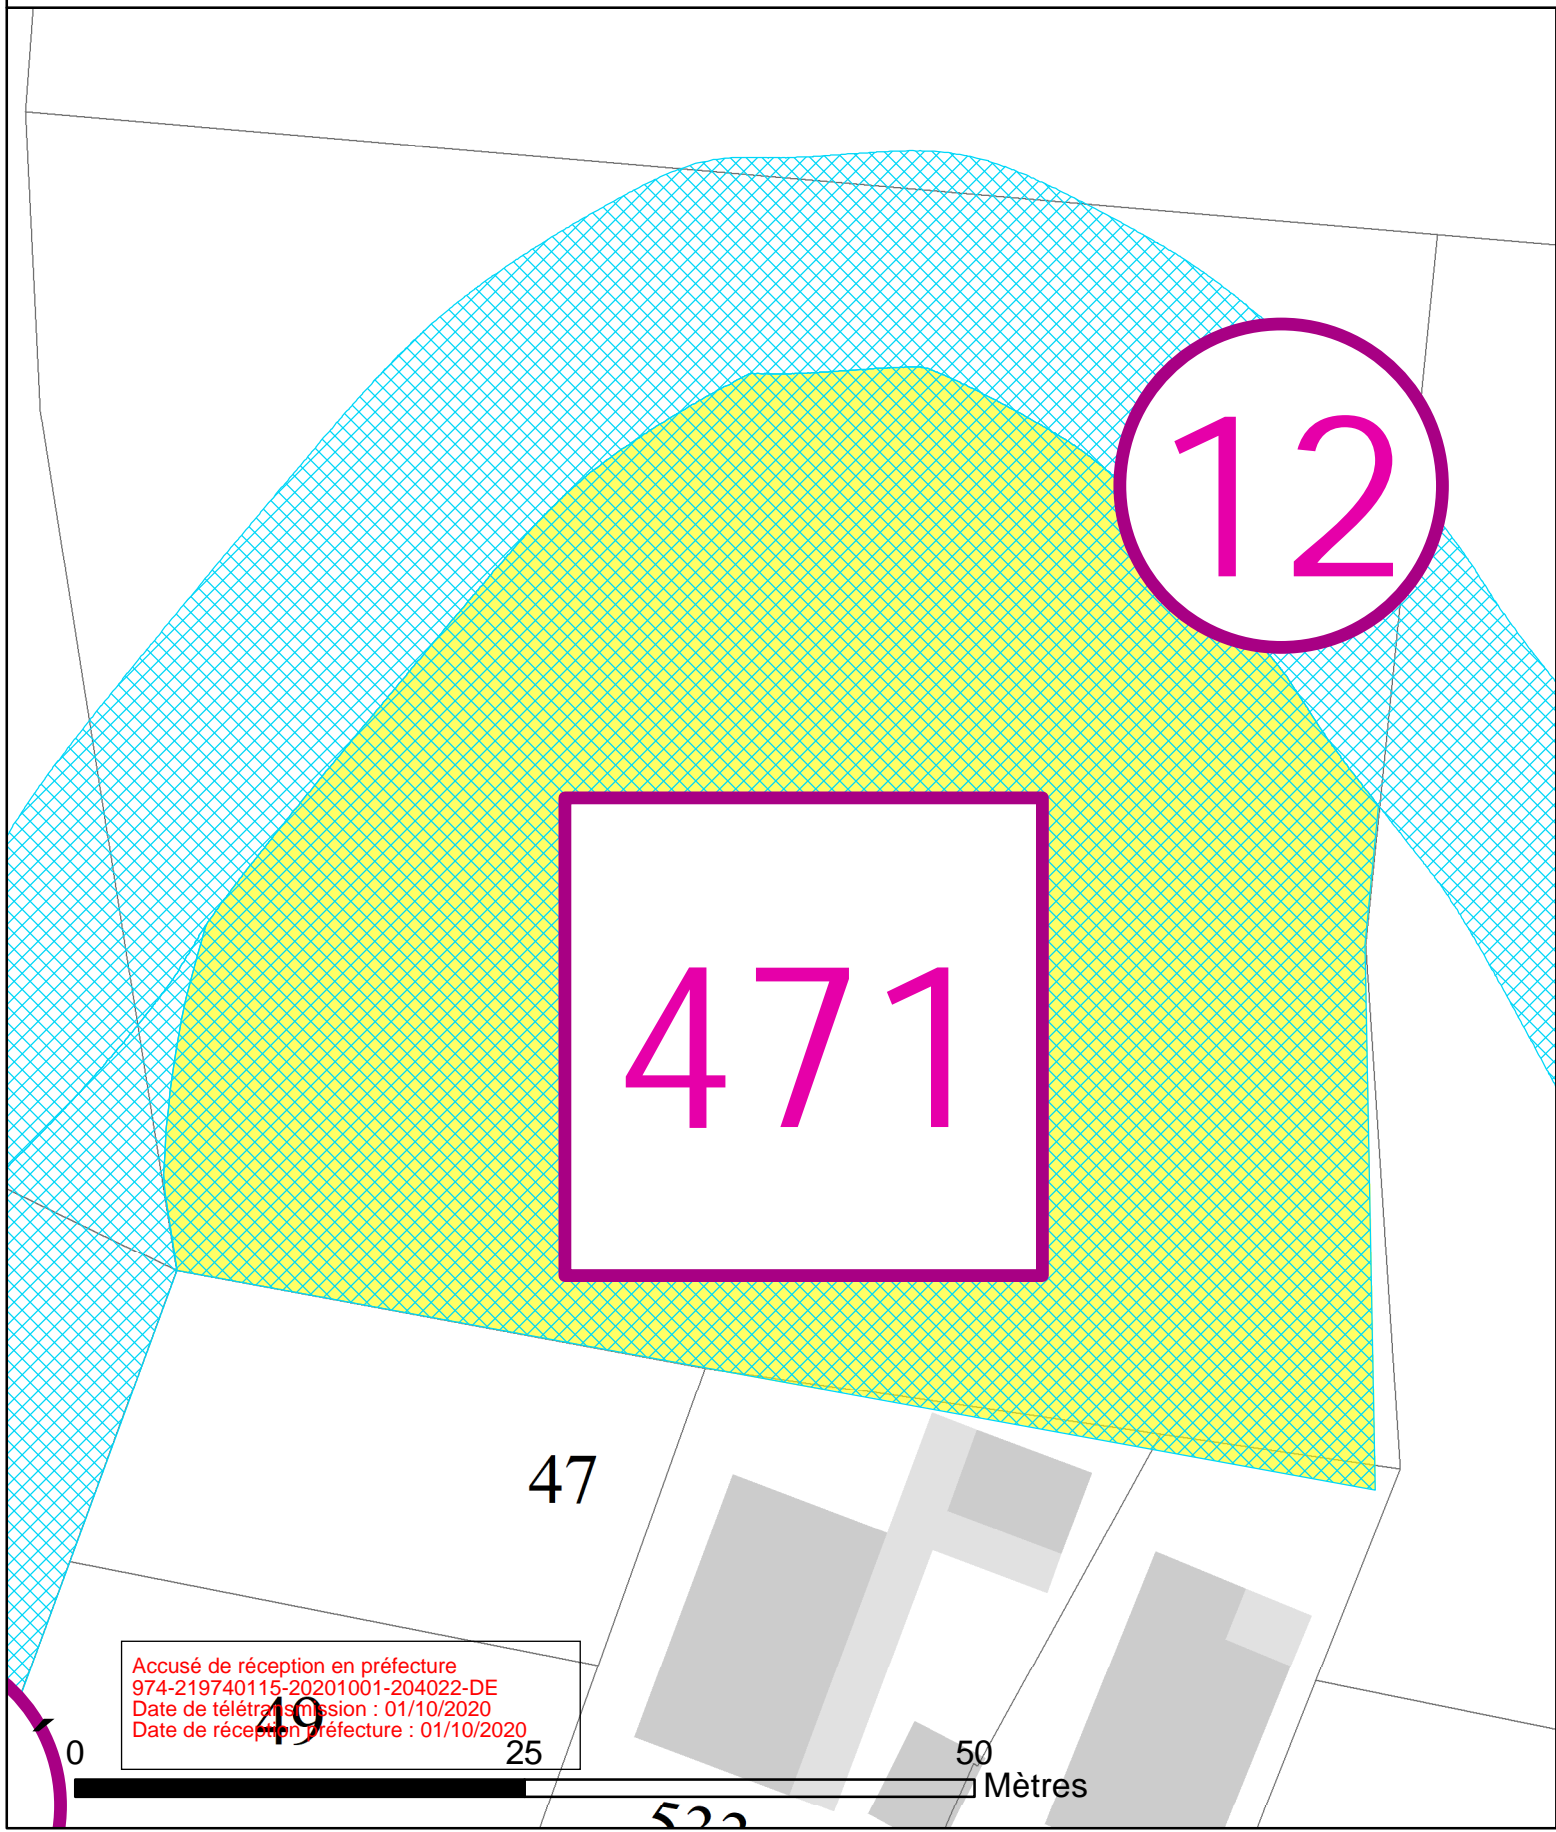 12
471
47
Accusé de réception en préfecture
974-219740115-20201001-204022-DE
Date de télétransmission : 01/10/2020
Date de réception préfecture : 01/10/2020
49
0 25 50
Mètres